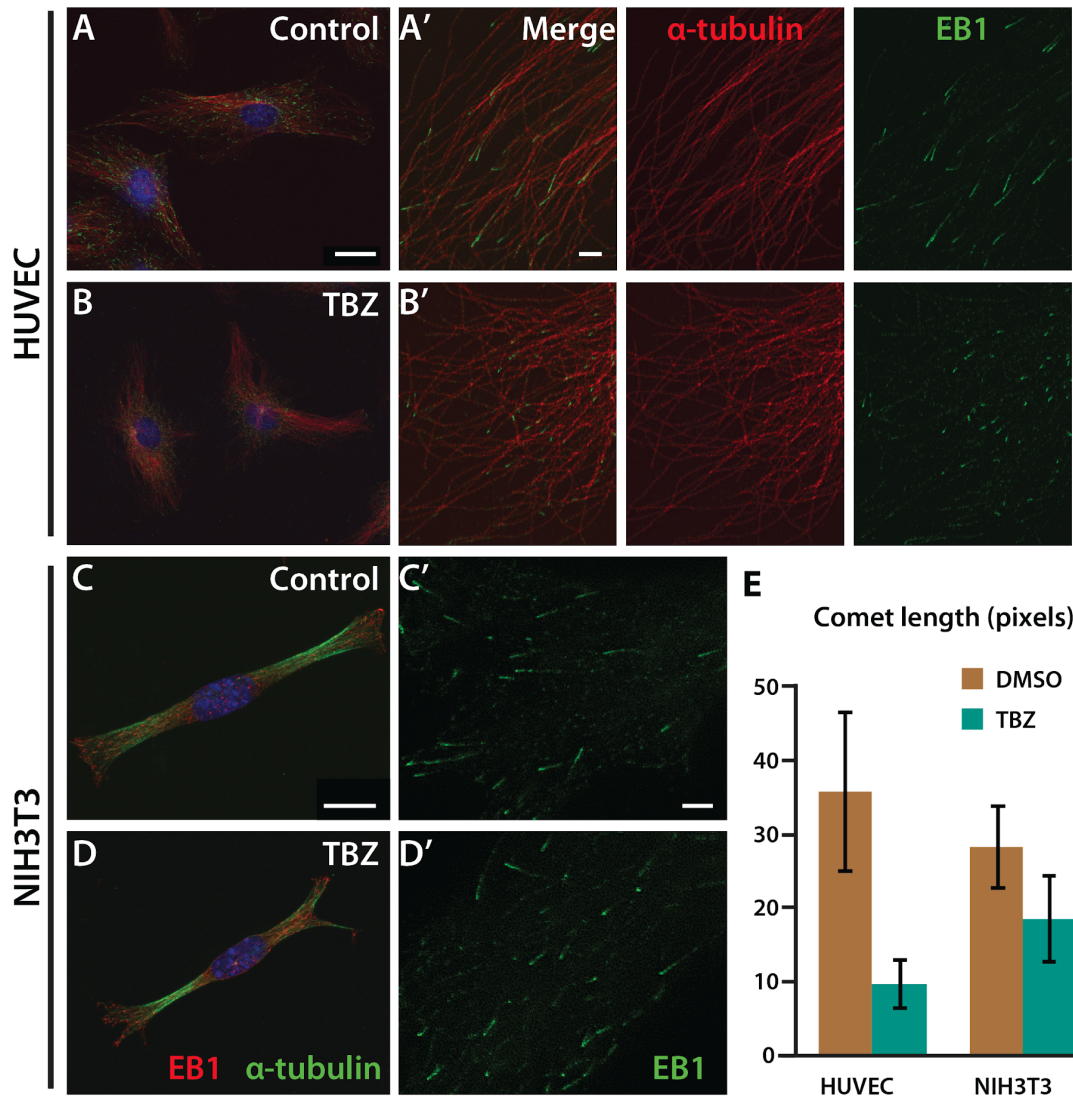 HUVEC
A
Control
A′
Merge
α-tubulin
EB1
B
TBZ
B′
NIH3T3
C
Control
C′
D
TBZ
EB1 α-tubulin
D′
EB1
E
Comet length (pixels)
DMSO
TBZ
50
40
30
20
10
0
HUVEC
NIH3T3